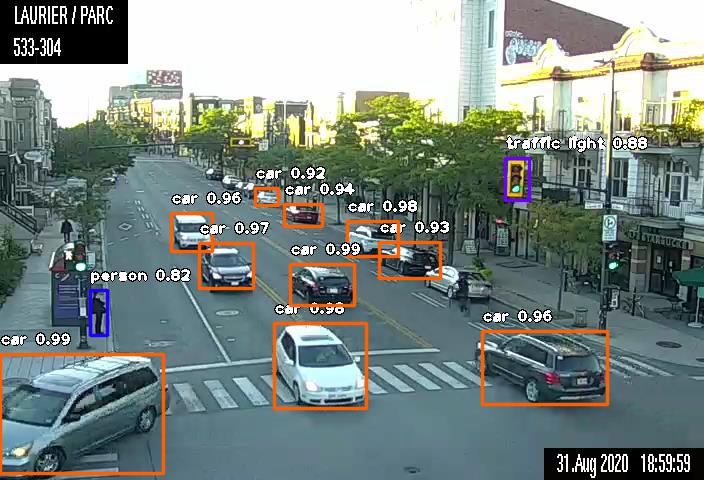 LAURIER / PARC
533-304
traffic light 0.88
car 0.92
car 0.94
car 0.96
car 0.98
car 0.97
car 0.93
car 0.99
person 0.82
car 0.98
car 0.96
car 0.99
STARBUCKS
P
31.Aug 2020 18:59:59